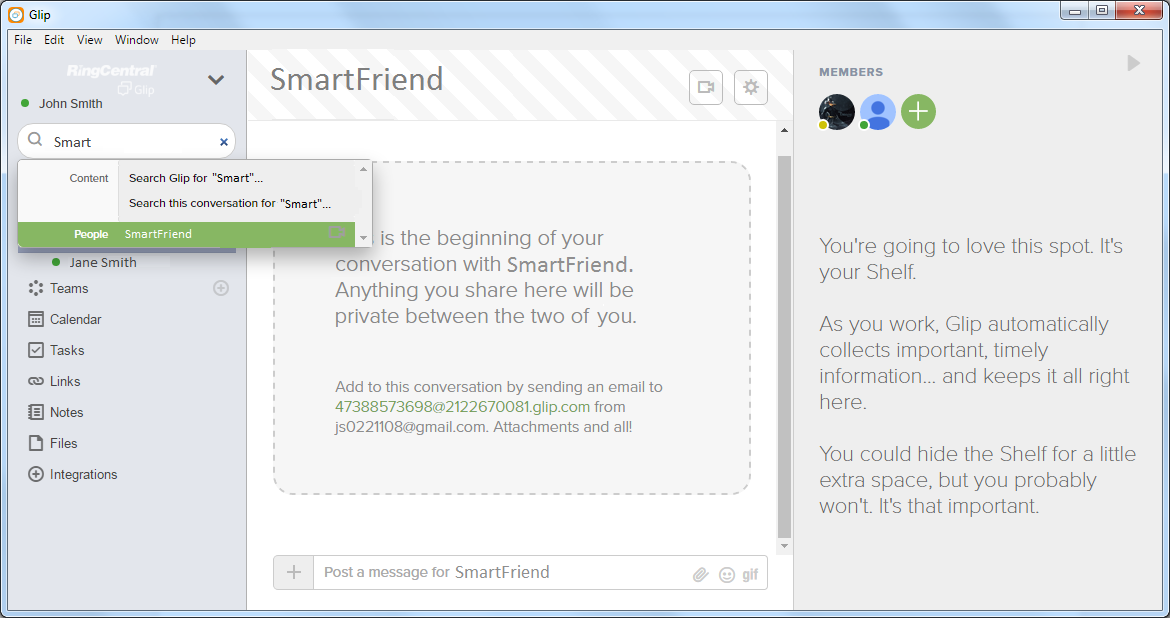 Glip
File Edit View Window Help
RingCentral
Glip
John Smith
Smart
Content Search Glip for "Smart"...
Search this conversation for "Smart"...
People SmartFriend
Jane Smith
Teams
Calendar
Tasks
Links
Notes
Files
Integrations
SmartFriend
is the beginning of your
conversation with SmartFriend.
Anything you share here will be
private between the two of you.
Add to this conversation by sending an email to
47388573698@2122670081.glip.com from
js0221108@gmail.com. Attachments and all!
Post a message for SmartFriend
gif
MEMBERS
You're going to love this spot. It's
your Shelf.
As you work, Glip automatically
collects important, timely
information... and keeps it all right
here.
You could hide the Shelf for a little
extra space, but you probably
won't. It's that important.